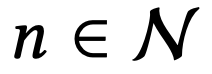 𝑛 ∈ 𝒩